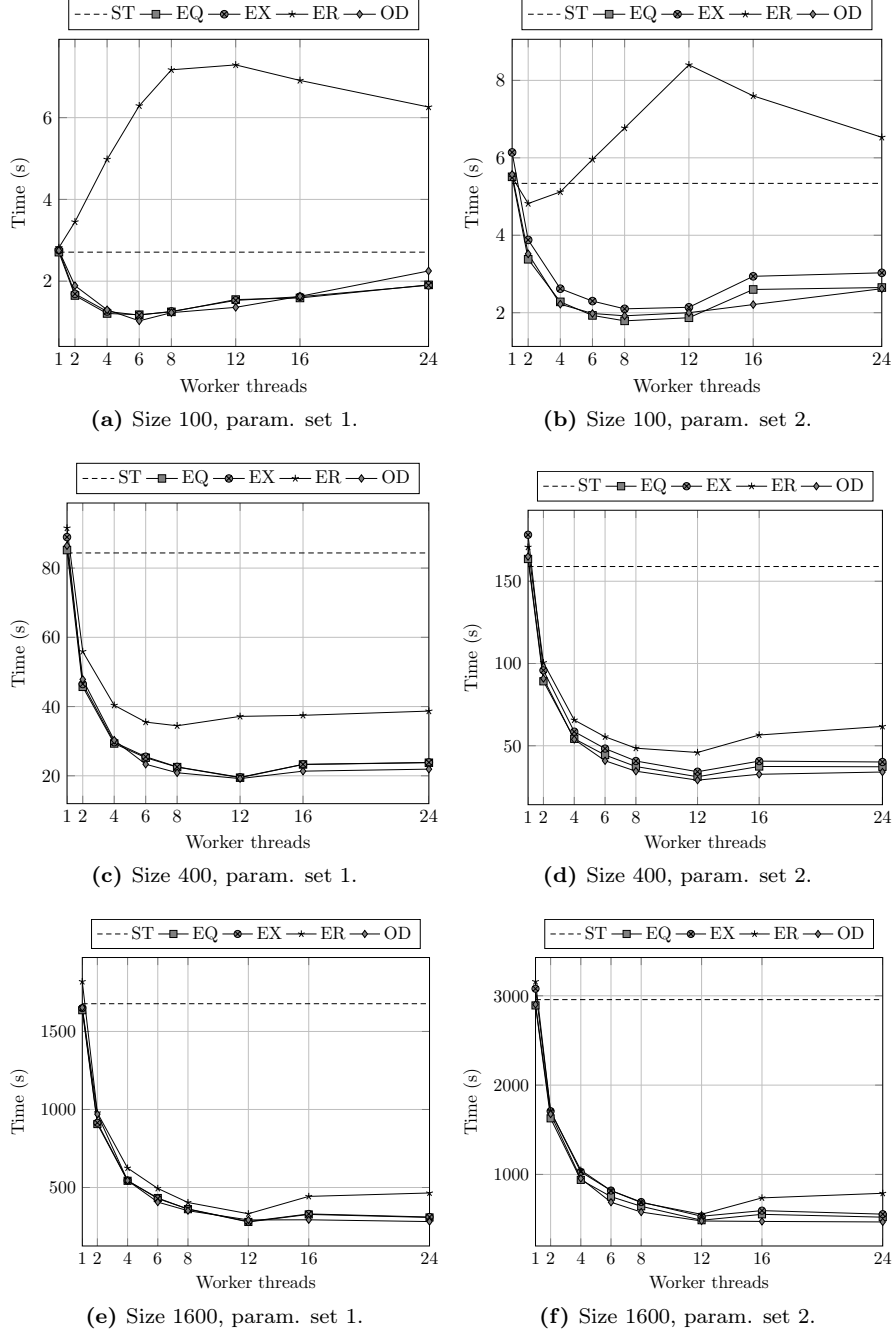 ST EQ EX ER OD
2
4
6
1 2 4 6 8 12 16 24
Worker threads
Time (s)
(a) Size 100, param. set 1.
ST EQ EX ER OD
2
4
6
8
1 2 4 6 8 12 16 24
Worker threads
Time (s)
(b) Size 100, param. set 2.
ST EQ EX ER OD
20
40
60
80
1 2 4 6 8 12 16 24
Worker threads
Time (s)
(c) Size 400, param. set 1.
ST EQ EX ER OD
50
100
150
1 2 4 6 8 12 16 24
Worker threads
Time (s)
(d) Size 400, param. set 2.
ST EQ EX ER OD
500
1000
1500
1 2 4 6 8 12 16 24
Worker threads
Time (s)
(e) Size 1600, param. set 1.
ST EQ EX ER OD
1000
2000
3000
1 2 4 6 8 12 16 24
Worker threads
Time (s)
(f) Size 1600, param. set 2.